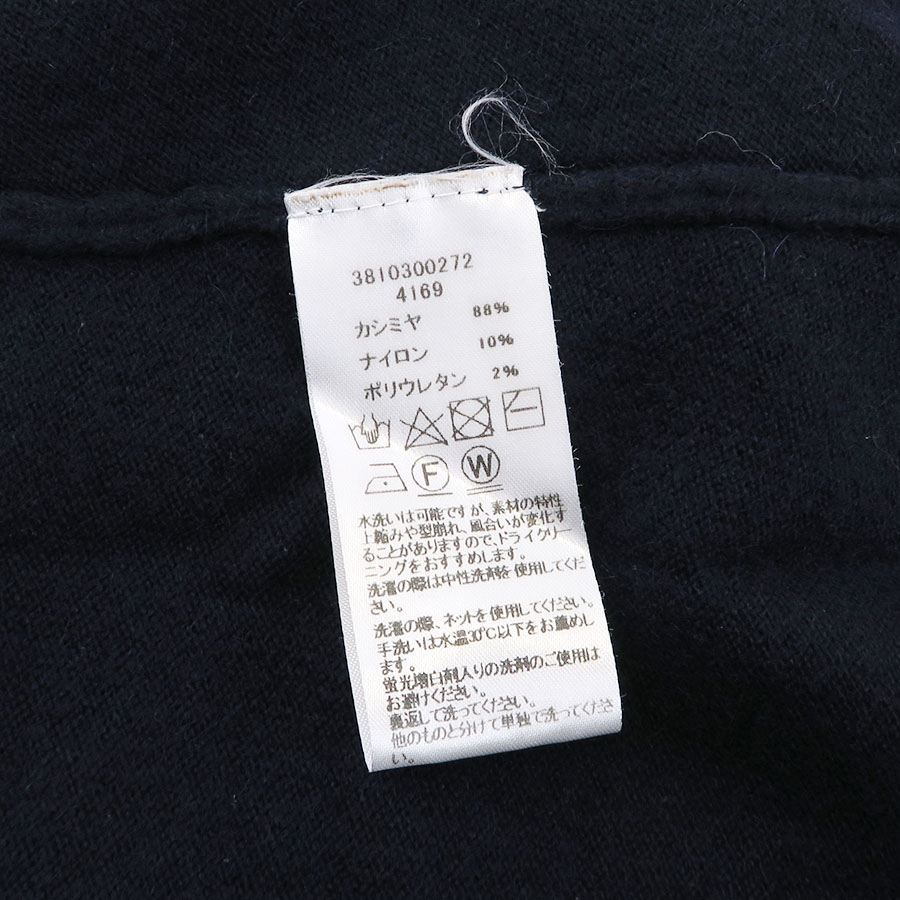 3810300272
4169
カシミヤ 88%
ナイロン 10%
ポリウレタン 2%
F W
水洗いは可能ですが、素材の特性
上縮みや型崩れ、風合いが変化す
ることがありますので、ドライクリー
ニングをおすすめします。
洗濯の際は中性洗剤を使用してくだ
さい。
洗濯の際、ネットを使用してください。
手洗いは水温30℃以下をお薦めし
ます。
蛍光増白剤入りの洗剤のご使用は
お避けください。
裏返して洗ってください。
他のものと分けて単独で洗ってくださ
い。